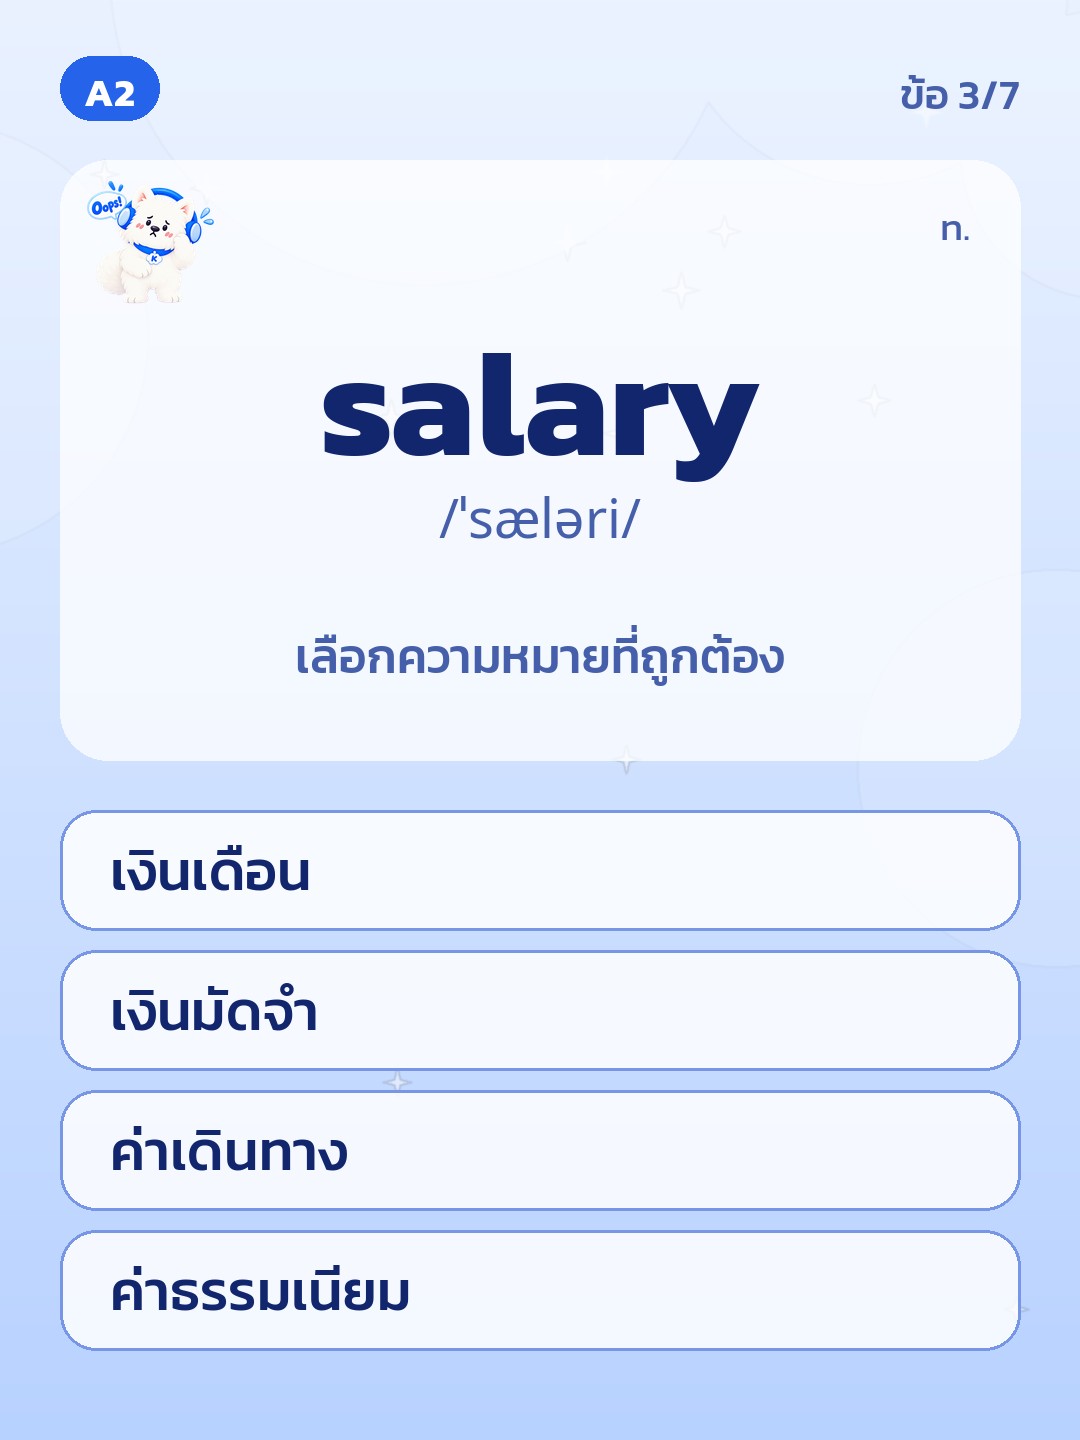 A2
ข้อ 3/7
Oops!
n.
K
salary
/ˈsæləri/
เลือกความหมายที่ถูกต้อง
เงินเดือน
เงินมัดจำ
ค่าเดินทาง
ค่าธรรมเนียม